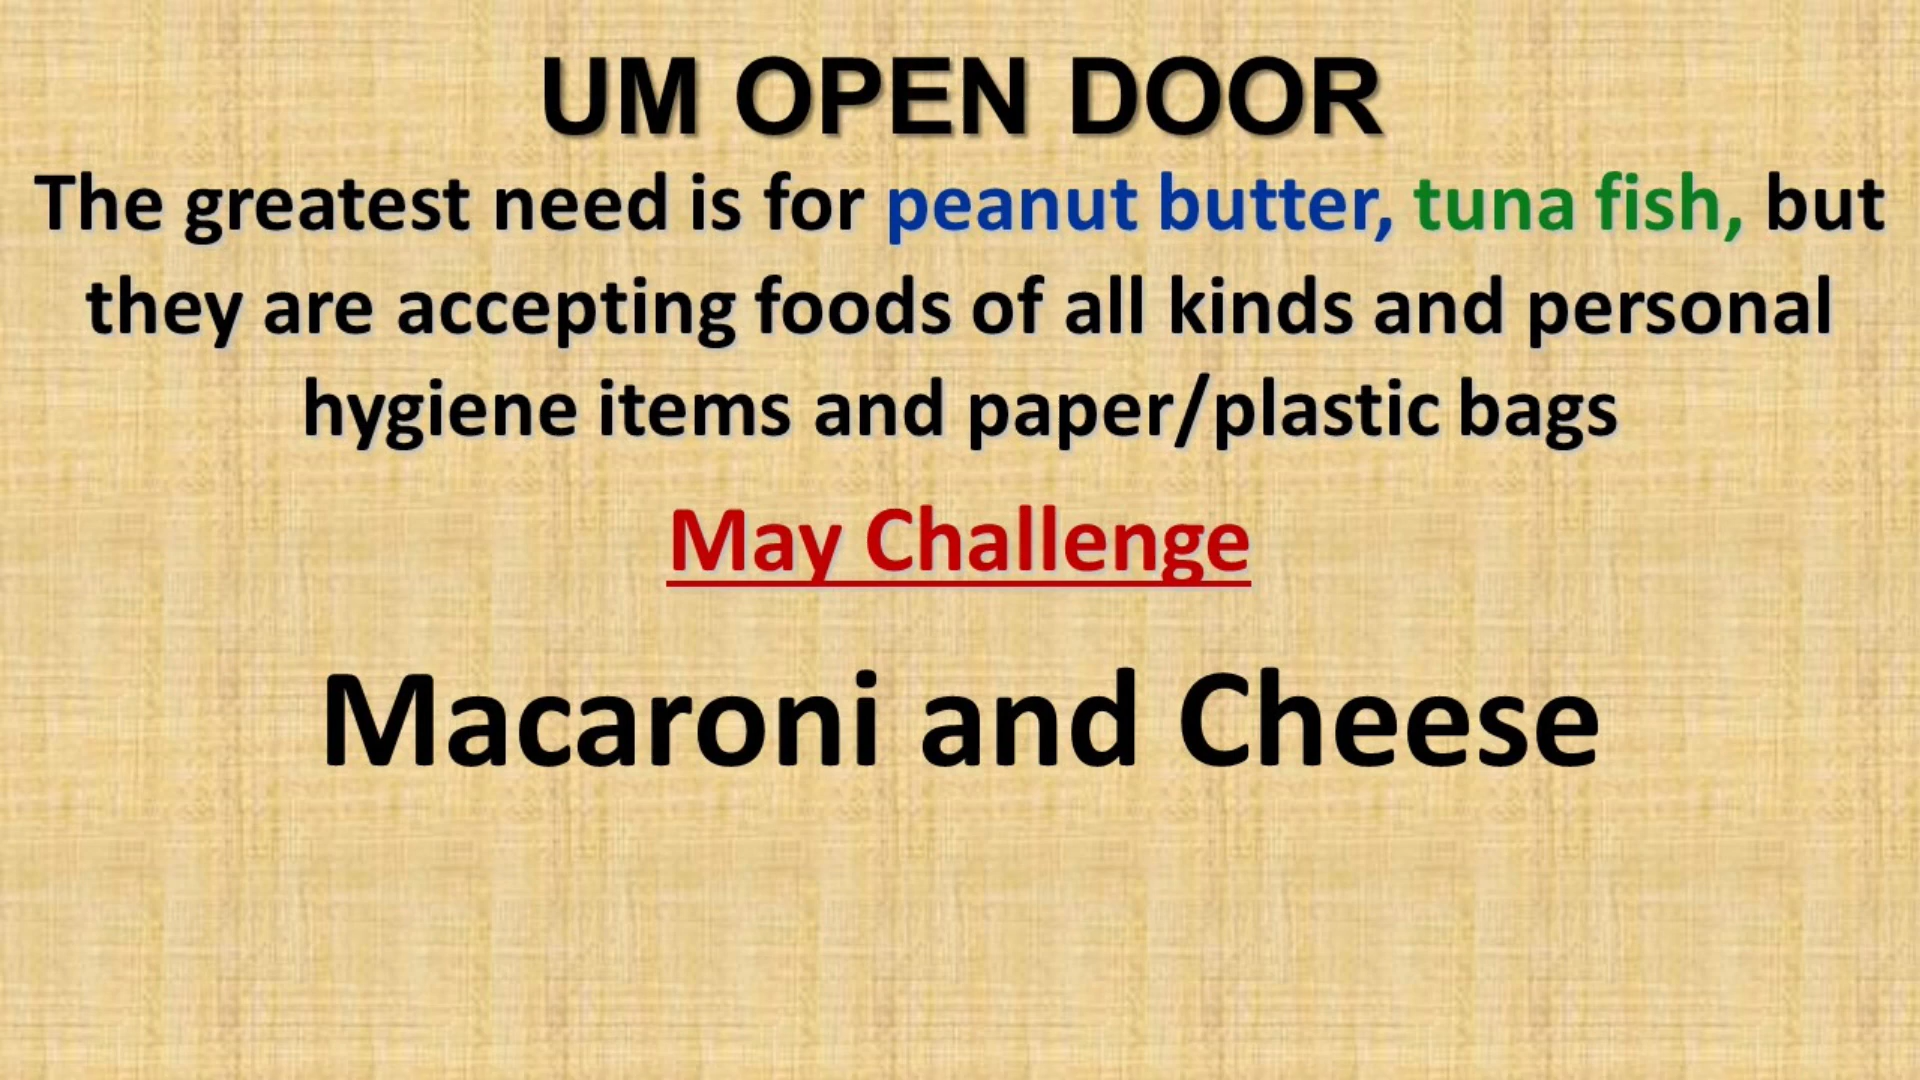 UM OPEN DOOR
The greatest need is for peanut butter, tuna fish, but
they are accepting foods of all kinds and personal
hygiene items and paper/plastic bags
May Challenge
Macaroni and Cheese